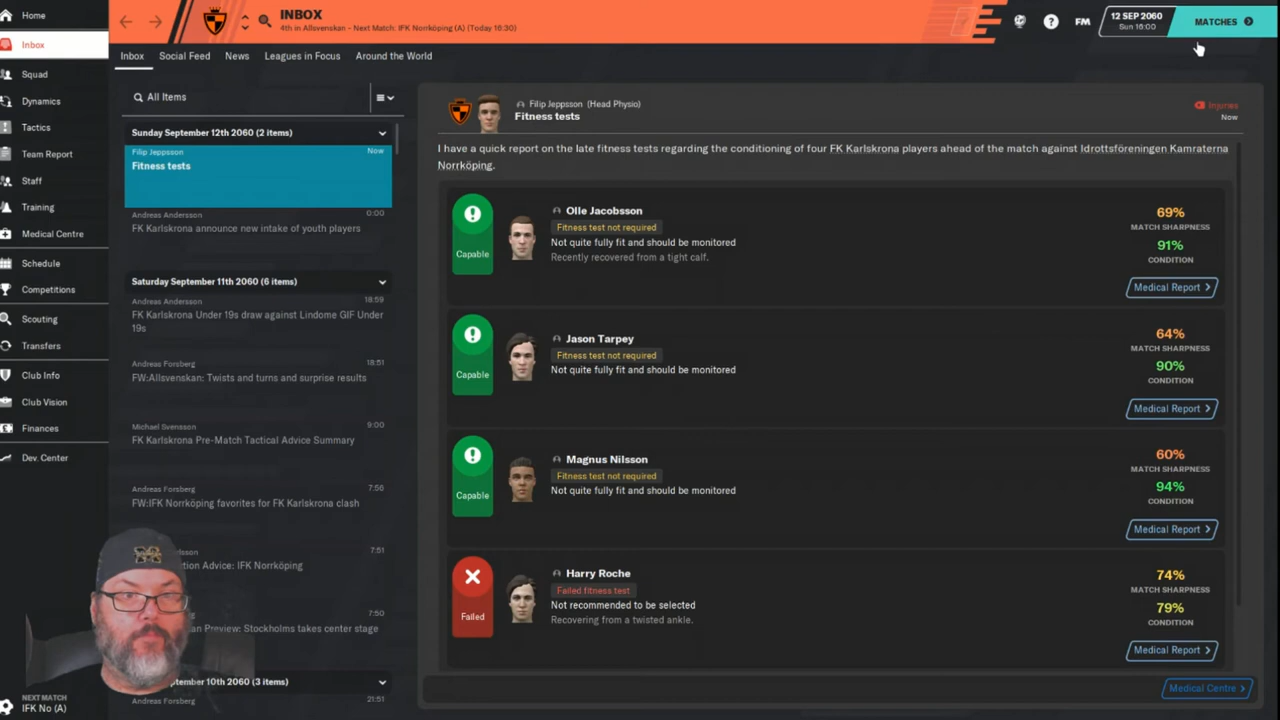 Home
Inbox
Squad
Dynamics
Tactics
Team Report
Staff
Training
Medical Centre
Schedule
Competitions
Scouting
Transfers
Club Info
Club Vision
Finances
Dev. Center
NEXT MATCH
IFK No (A)
INBOX
4th in Allsvenskan - Next Match: IFK Norrköping (A) (Today 16:30)
FM
12 SEP 2060
Sun 16:00
MATCHES
Inbox
Social Feed
News
Leagues in Focus
Around the World
All Items
Sunday September 12th 2060 (2 items)
Filip Jeppsson
Now
Fitness tests
Andreas Andersson
0:00
FK Karlskrona announce new intake of youth players
Saturday September 11th 2060 (6 items)
Andreas Andersson
18:59
FK Karlskrona Under 19s draw against Lindome GIF Under
19s
Andreas Forsberg
18:51
FW:Allsvenskan: Twists and turns and surprise results
Michael Svensson
9:00
FK Karlskrona Pre-Match Tactical Advice Summary
Andreas Forsberg
7:56
FW:IFK Norrköping favorites for FK Karlskrona clash
7:51
tion Advice: IFK Norrköping
7:50
an Preview: Stockholms takes center stage
ptember 10th 2060 (3 items)
Andreas Forsberg
21:51
Filip Jeppsson (Head Physio)
Fitness tests
Injuries
Now
I have a quick report on the late fitness tests regarding the conditioning of four FK Karlskrona players ahead of the match against Idrottsföreningen Kamraterna
Norrköping.
Capable
Olle Jacobsson
Fitness test not required
Not quite fully fit and should be monitored
Recently recovered from a tight calf.
69%
MATCH SHARPNESS
91%
CONDITION
Medical Report
Capable
Jason Tarpey
Fitness test not required
Not quite fully fit and should be monitored
64%
MATCH SHARPNESS
90%
CONDITION
Medical Report
Capable
Magnus Nilsson
Fitness test not required
Not quite fully fit and should be monitored
60%
MATCH SHARPNESS
94%
CONDITION
Medical Report
Failed
Harry Roche
Failed fitness test
Not recommended to be selected
Recovering from a twisted ankle.
74%
MATCH SHARPNESS
79%
CONDITION
Medical Report
Medical Centre